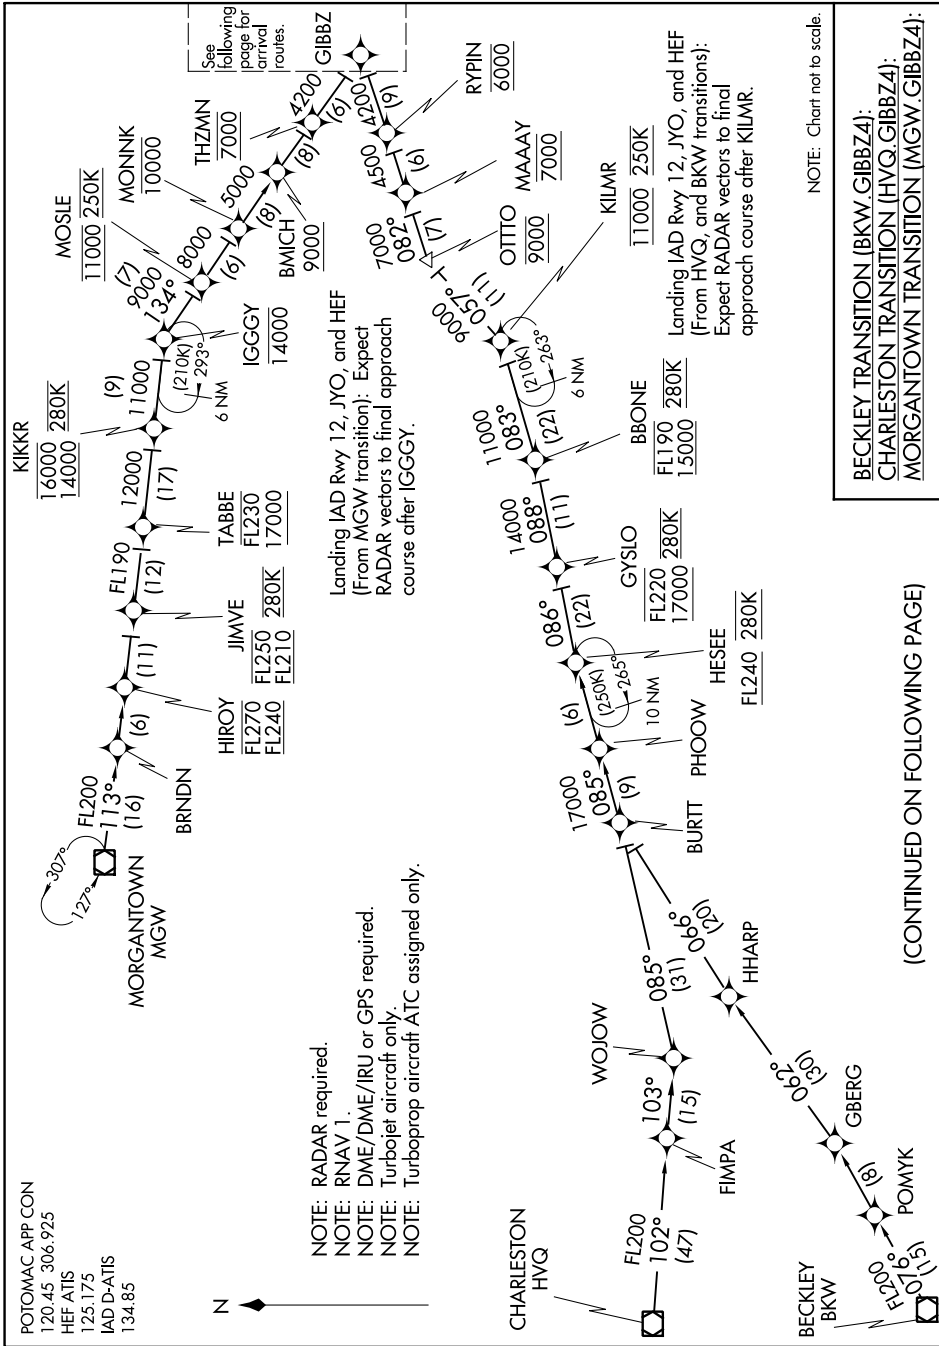 POTOMAC APP CON
120.45 306.925
HEF ATIS
125.175
IAD D-ATIS
134.85
N
NOTE: RADAR required.
NOTE: RNAV 1.
NOTE: DME/DME/IRU or GPS required.
NOTE: Turbojet aircraft only.
NOTE: Turboprop aircraft ATC assigned only.
MORGANTOWN
MGW
307°
127°
FL200
113°
(16)
BRNDN
(6)
HIROY
FL270
FL240
(11)
JIMVE
FL250 280K
FL210
FL190
(12)
TABBE
FL230
17000
12000
(17)
KIKKR
16000 280K
14000
(9)
11000
(210K)
293°
6 NM
IGGGY
14000
(7)
9000
134°
MOSLE
11000 250K
8000
(6)
MONNK
10000
5000
(8)
BMICH
9000
(8)
THZMN
7000
4200
(6)
See
following
page for
arrival
routes.
GIBBZ
Landing IAD Rwy 12, JYO, and HEF
(From MGW transition): Expect
RADAR vectors to final approach
course after IGGGY.
CHARLESTON
HVQ
FL200
102°
(47)
FIMPA
103°
(15)
WOJOW
085°
(31)
BECKLEY
BKW
FL200
076°
(15)
POMYK
(8)
GBERG
062°
(30)
HHARP
066°
(20)
BURTT
17000
085°
(9)
PHOOW
(6)
(250K)
265°
10 NM
HESEE
FL240 280K
086°
(22)
GYSLO
FL220 280K
17000
14000
088°
(11)
BBONE
FL190 280K
15000
11000
083°
(22)
(210K)
263°
6 NM
KILMR
11000 250K
9000
057°
(11)
OTTTO
9000
7000
082°
(7)
MAAAY
7000
4500
(6)
RYPIN
6000
4200
(9)
Landing IAD Rwy 12, JYO, and HEF
(From HVQ, and BKW transitions):
Expect RADAR vectors to final
approach course after KILMR.
NOTE: Chart not to scale.
BECKLEY TRANSITION (BKW.GIBBZ4):
CHARLESTON TRANSITION (HVQ.GIBBZ4):
MORGANTOWN TRANSITION (MGW.GIBBZ4):
(CONTINUED ON FOLLOWING PAGE)